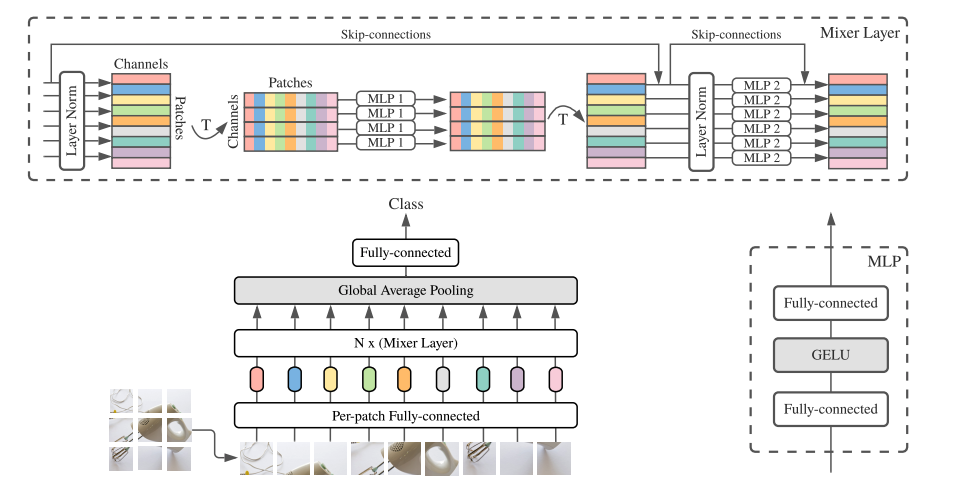 Skip-connections
Skip-connections
Mixer Layer
Channels
Layer Norm
Patches
T
Patches
Channels
MLP 1
MLP 1
MLP 1
MLP 1
T
Layer Norm
MLP 2
MLP 2
MLP 2
MLP 2
MLP 2
MLP 2
Class
Fully-connected
Global Average Pooling
N x (Mixer Layer)
Per-patch Fully-connected
MLP
Fully-connected
GELU
Fully-connected